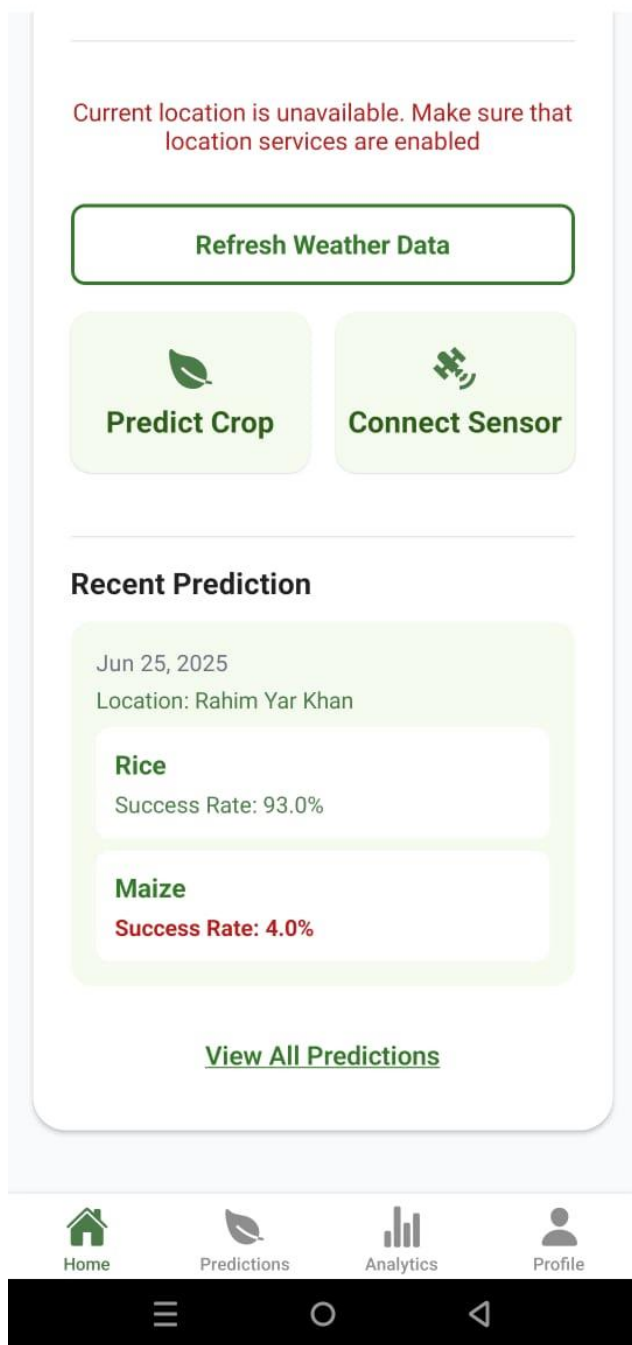 Current location is unavailable. Make sure that
location services are enabled
Refresh Weather Data
Predict Crop
Connect Sensor
Recent Prediction
Jun 25, 2025
Location: Rahim Yar Khan
Rice
Success Rate: 93.0%
Maize
Success Rate: 4.0%
View All Predictions
Home
Predictions
Analytics
Profile